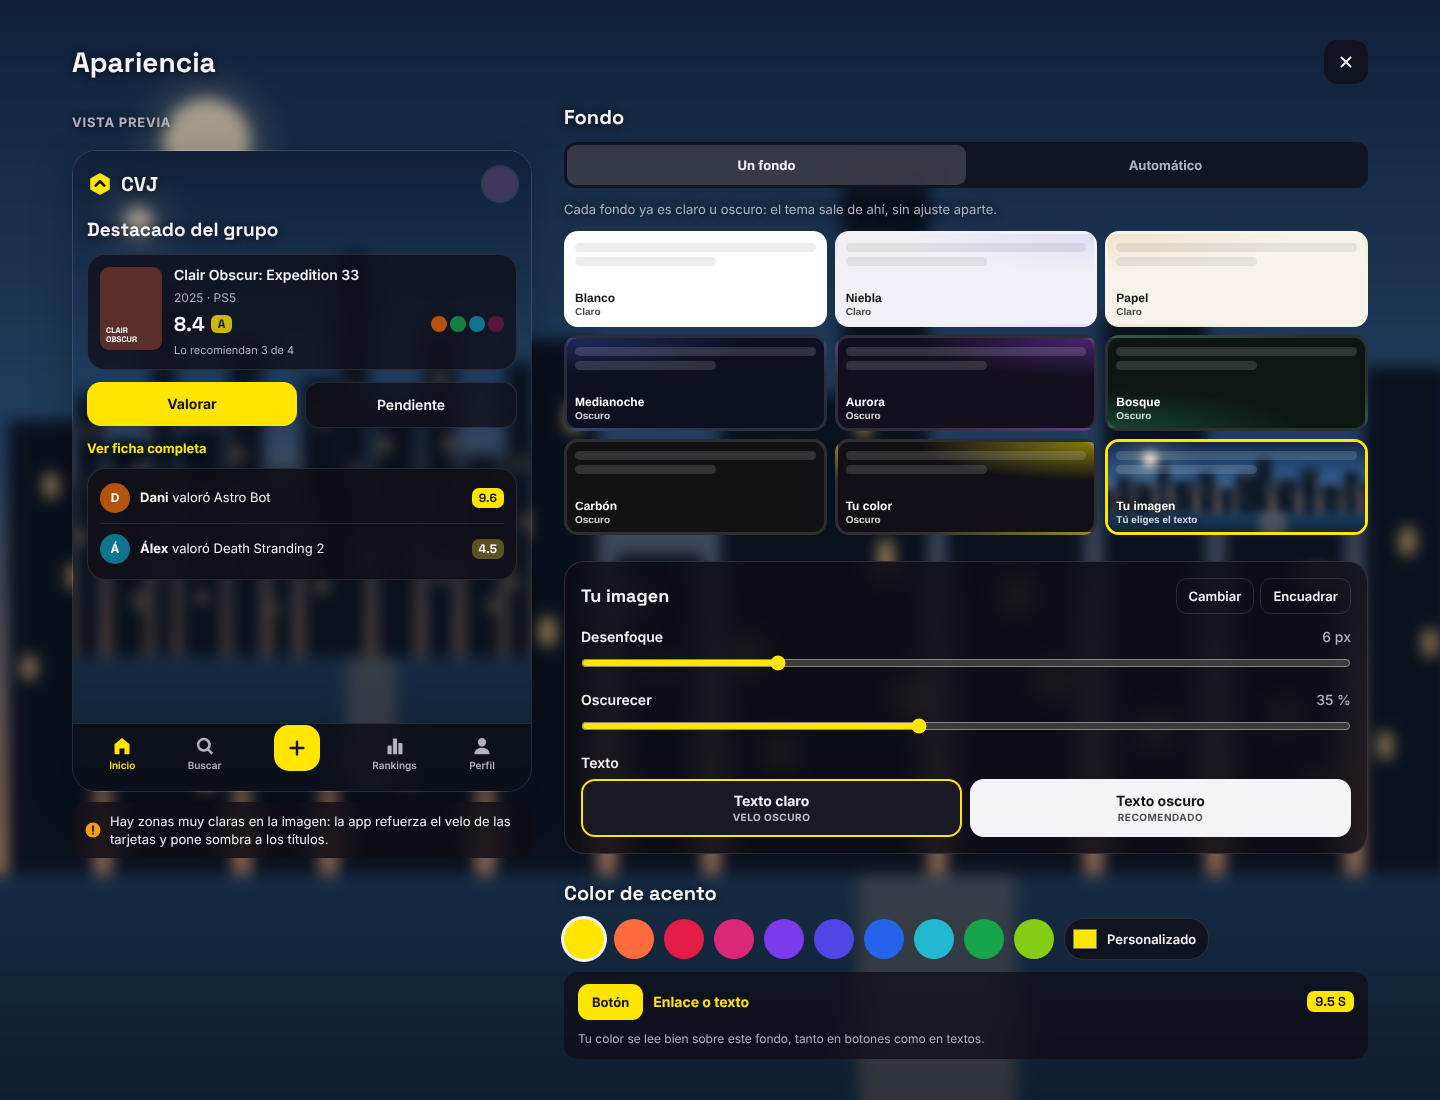 Apariencia
VISTA PREVIA
CVJ
Destacado del grupo
CLAIR
OBSCUR
Clair Obscur: Expedition 33
2025 · PS5
8.4 A
Lo recomiendan 3 de 4
Valorar
Pendiente
Ver ficha completa
D
Dani valoró Astro Bot
9.6
Á
Álex valoró Death Stranding 2
4.5
Inicio
Buscar
Rankings
Perfil
Hay zonas muy claras en la imagen: la app refuerza el velo de las
tarjetas y pone sombra a los títulos.
Fondo
Un fondo
Automático
Cada fondo ya es claro u oscuro: el tema sale de ahí, sin ajuste aparte.
Blanco
Claro
Niebla
Claro
Papel
Claro
Medianoche
Oscuro
Aurora
Oscuro
Bosque
Oscuro
Carbón
Oscuro
Tu color
Oscuro
Tu imagen
Tú eliges el texto
Tu imagen
Cambiar
Encuadrar
Desenfoque
6 px
Oscurecer
35 %
Texto
Texto claro
VELO OSCURO
Texto oscuro
RECOMENDADO
Color de acento
Personalizado
Botón
Enlace o texto
9.5 S
Tu color se lee bien sobre este fondo, tanto en botones como en textos.